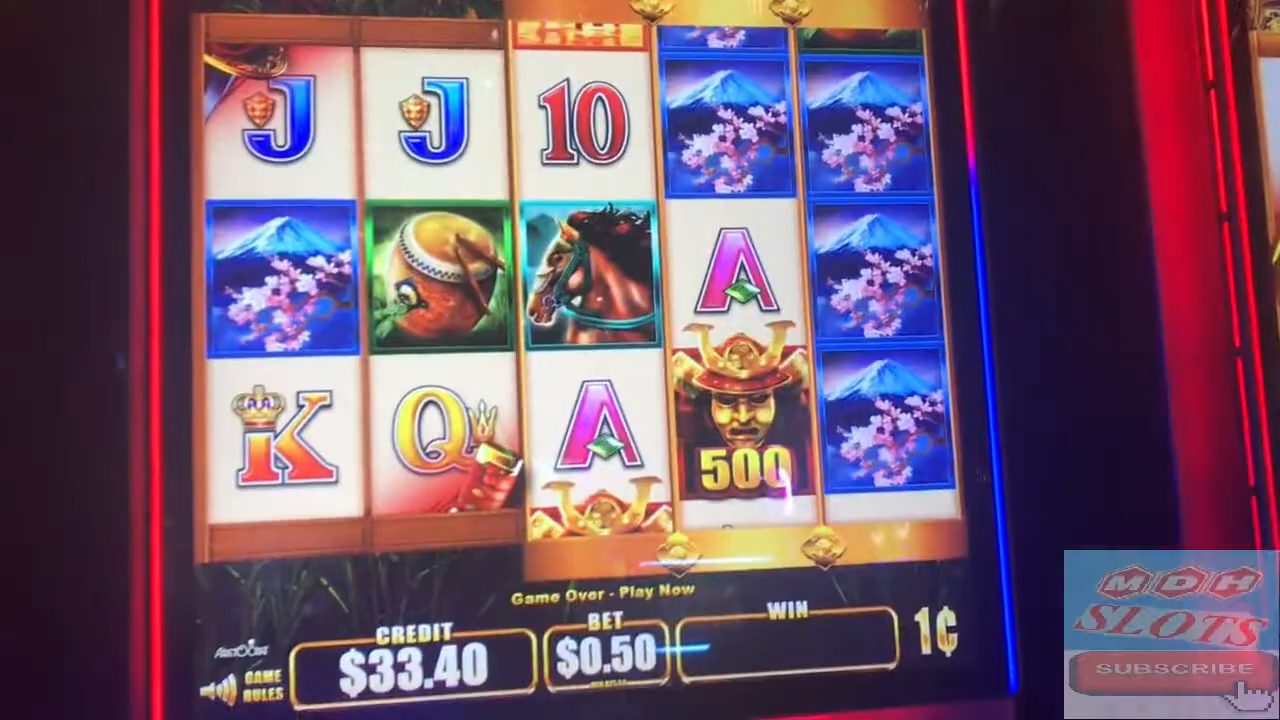 J J 10
A
500
K Q A
Game Over - Play Now
CREDIT BET WIN
$33.40 $0.50 1¢
ARISTOCRAT
GAME
RULES
MDH
SLOTS
SUBSCRIBE